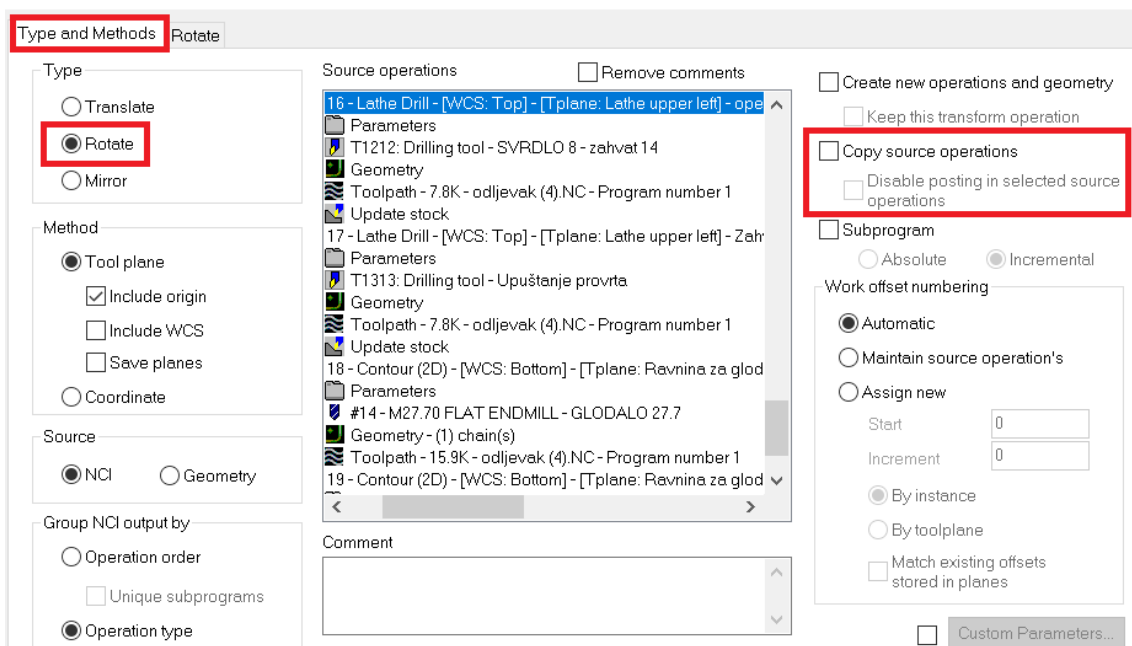 Type and Methods
Rotate
Type
Translate
Rotate
Mirror
Method
Tool plane
Include origin
Include WCS
Save planes
Coordinate
Source
NCI
Geometry
Group NCI output by
Operation order
Unique subprograms
Operation type
Source operations
Remove comments
16 - Lathe Drill - [WCS: Top] - [Tplane: Lathe upper left] - ope
Parameters
T1212: Drilling tool - SVRDLO 8 - zahvat 14
Geometry
Toolpath - 7.8K - odljevak (4).NC - Program number 1
Update stock
17 - Lathe Drill - [WCS: Top] - [Tplane: Lathe upper left] - Zah
Parameters
T1313: Drilling tool - Upuštanje provrta
Geometry
Toolpath - 7.8K - odljevak (4).NC - Program number 1
Update stock
18 - Contour (2D) - [WCS: Bottom] - [Tplane: Ravnina za glod
Parameters
#14 - M27.70 FLAT ENDMILL - GLODALO 27.7
Geometry - (1) chain(s)
Toolpath - 15.9K - odljevak (4).NC - Program number 1
19 - Contour (2D) - [WCS: Bottom] - [Tplane: Ravnina za glod
Comment
Create new operations and geometry
Keep this transform operation
Copy source operations
Disable posting in selected source
operations
Subprogram
Absolute
Incremental
Work offset numbering
Automatic
Maintain source operation's
Assign new
Start
0
Increment
0
By instance
By toolplane
Match existing offsets
stored in planes
Custom Parameters...